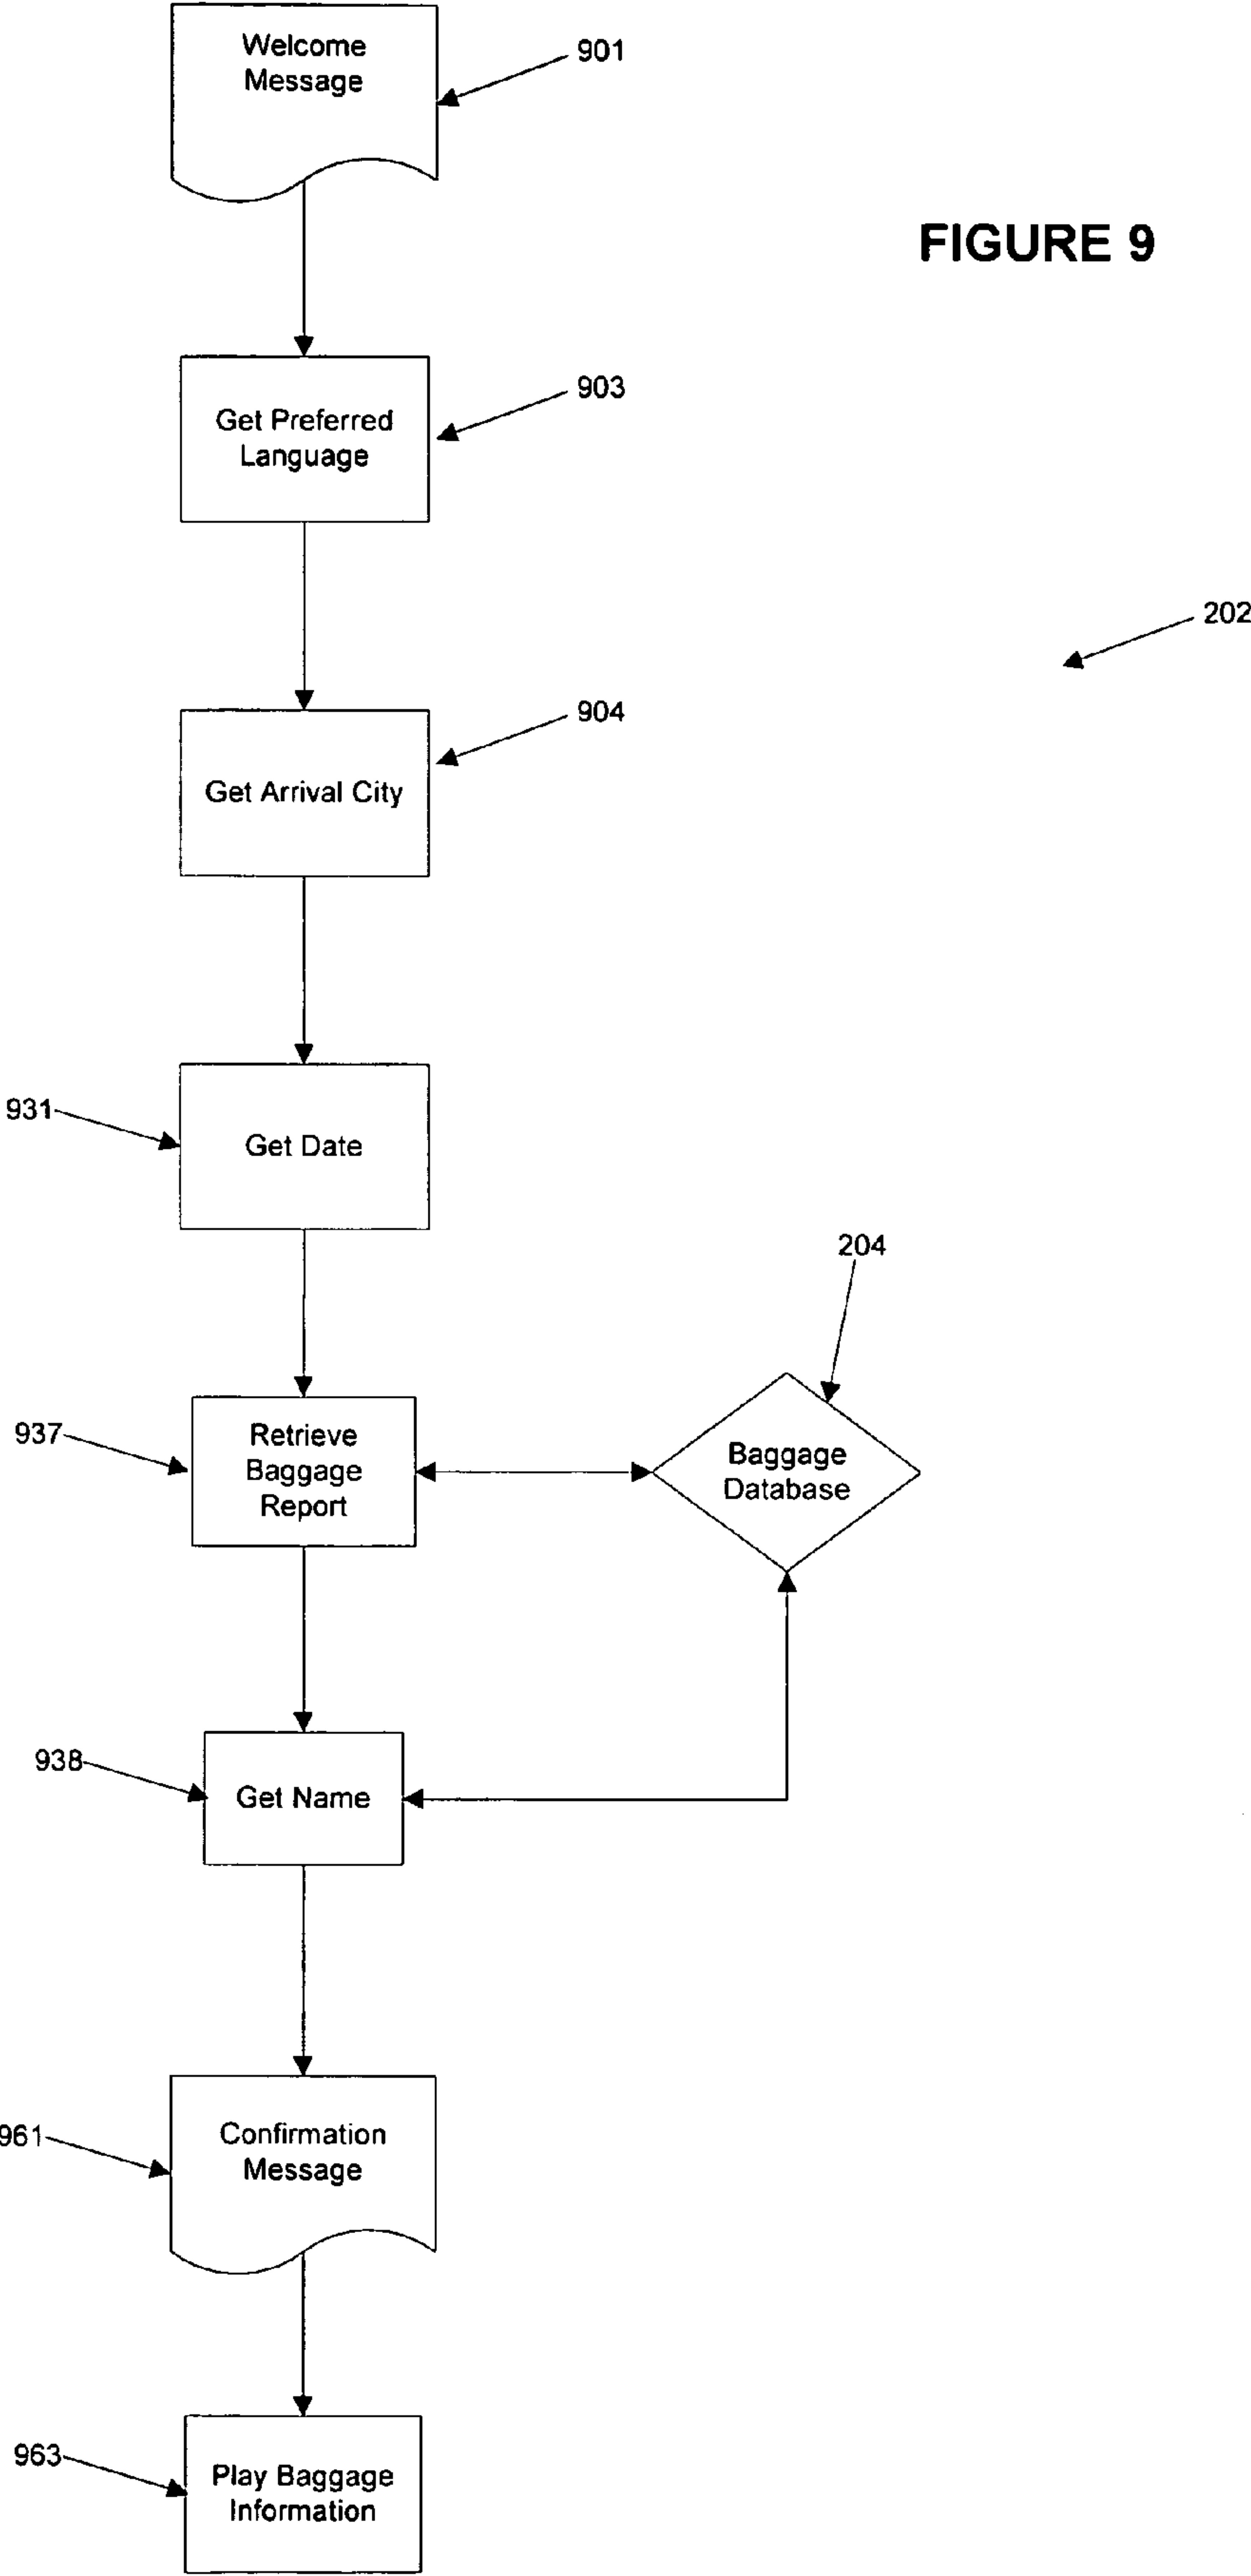 Welcome
Message
901
FIGURE 9
Get Preferred
Language
903
202
904
Get Arrival City
931
Get Date
204
937
Retrieve
Baggage
Report
Baggage
Database
938
Get Name
961
Confirmation
Message
963
Play Baggage
Information